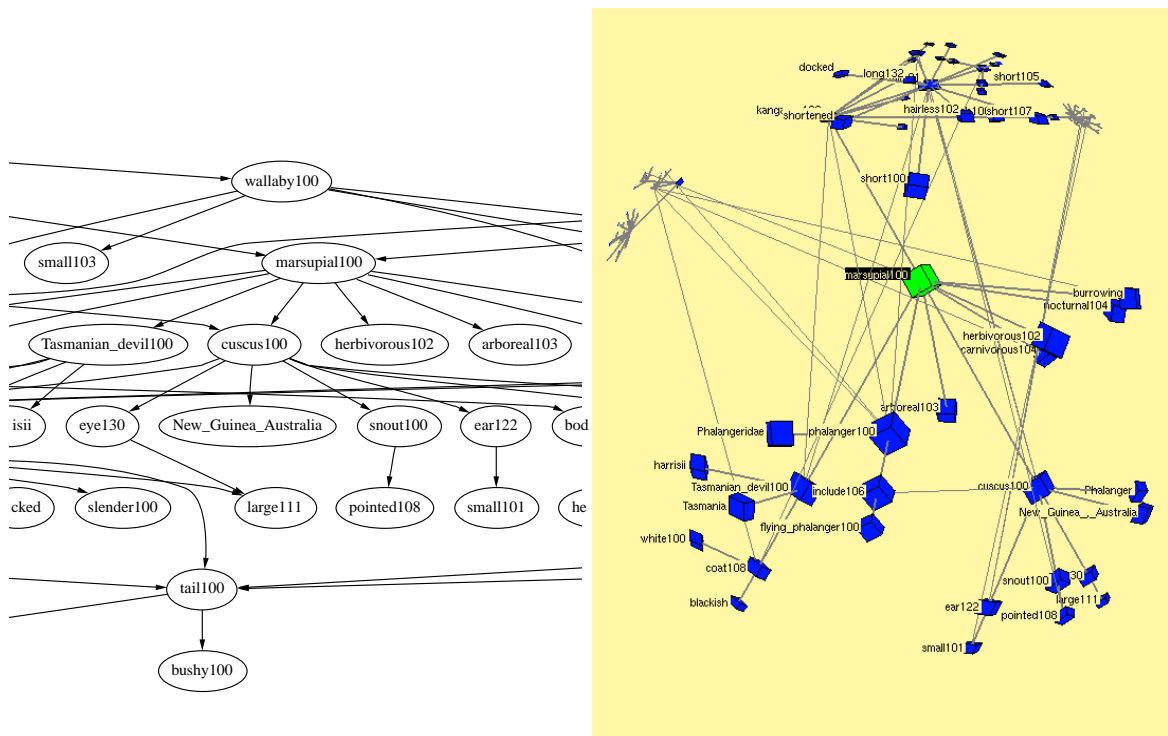 wallaby100
small103
marsupial100
Tasmanian_devil100
cuscus100
herbivorous102
arboreal103
isii
eye130
New_Guinea_Australia
snout100
ear122
bod
cked
slender100
large111
pointed108
small101
he
tail100
bushy100
docked
long132
short105
shortened
hairless102
short107
short100
marsupial100
burrowing
nocturnal104
herbivorous102
carnivorous104
arboreal103
Phalangeridae
phalanger100
harrisii
Tasmanian_devil100
include106
cuscus100
Phalanger
Tasmania
New_Guinea_,_Australia
flying_phalanger100
white100
coat108
snout100
30
blackish
ear122
large111
pointed108
small101